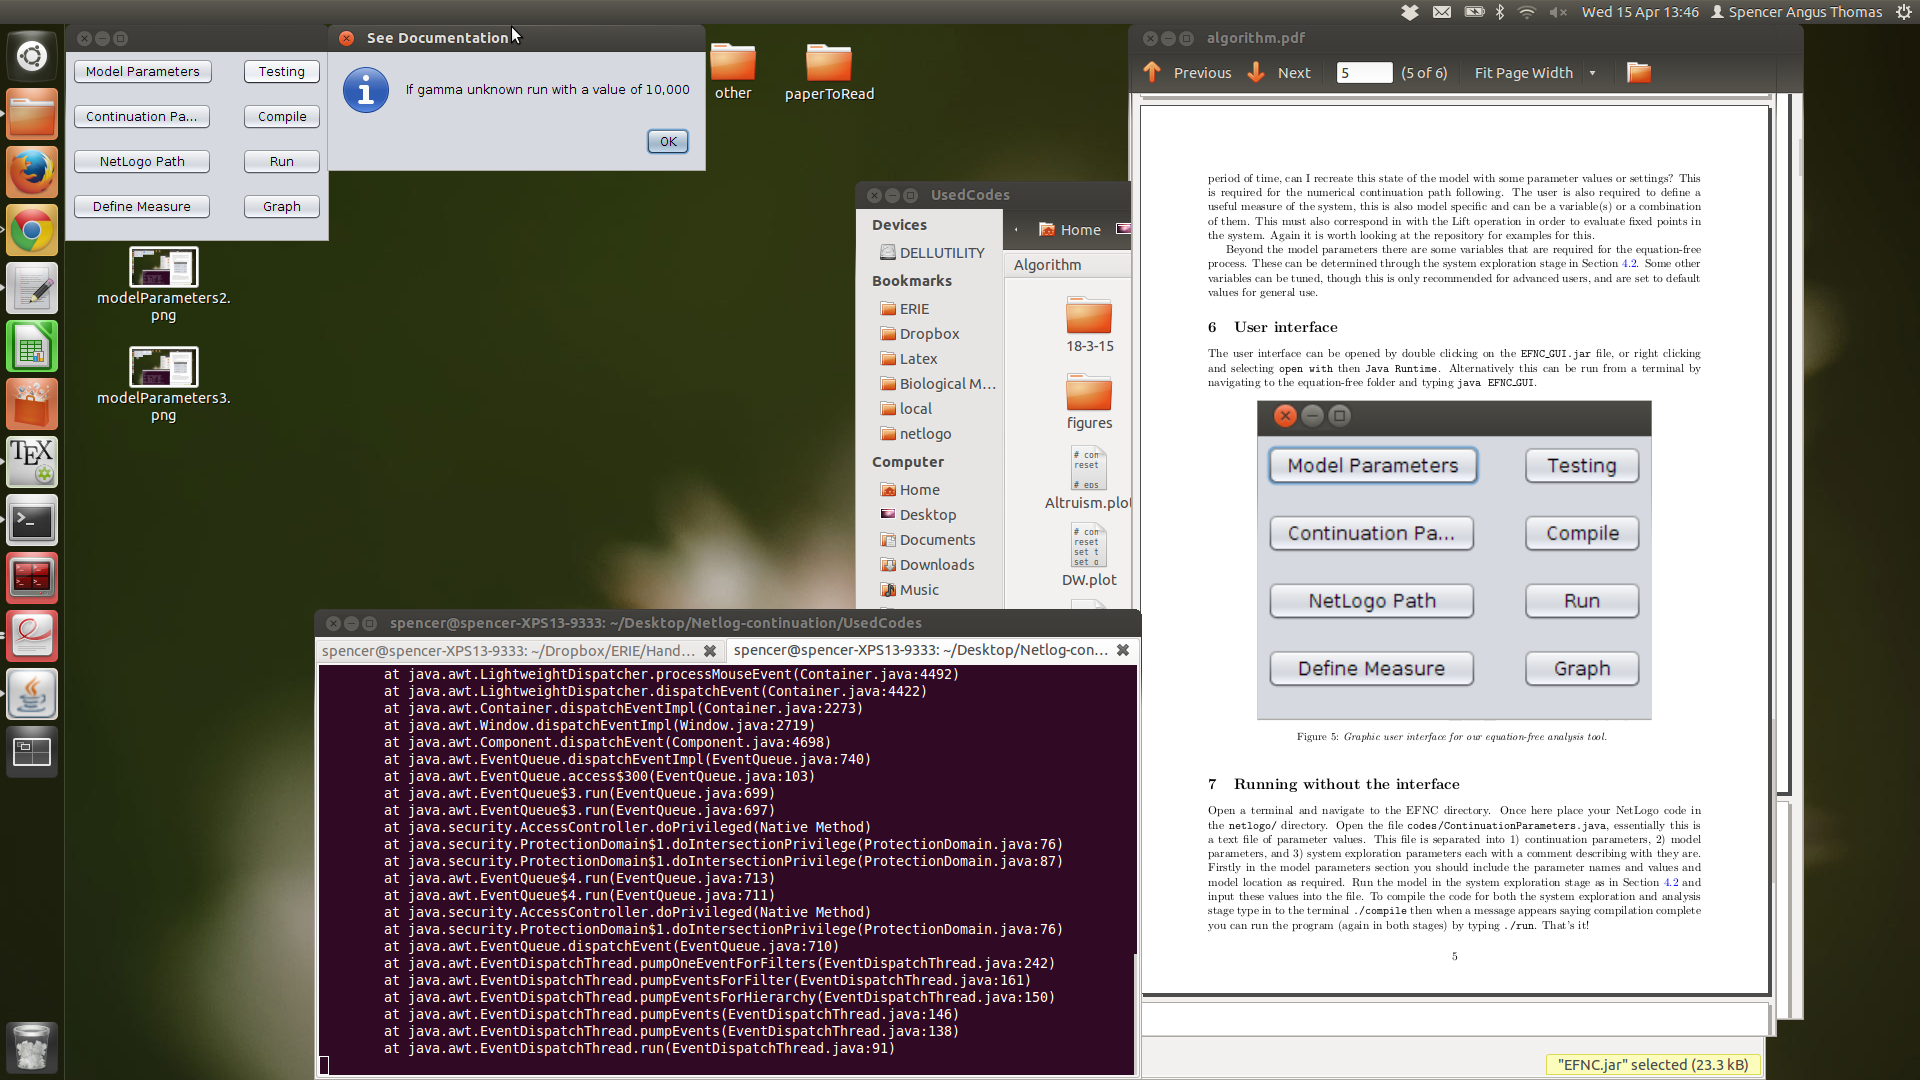 Wed 15 Apr 13:46
Spencer Angus Thomas
Model Parameters
Testing
Continuation Pa...
Compile
NetLogo Path
Run
Define Measure
Graph
See Documentation
If gamma unknown run with a value of 10,000
OK
other
paperToRead
modelParameters2.
png
modelParameters3.
png
UsedCodes
Devices
DELLUTILITY
Bookmarks
ERIE
Dropbox
Latex
Biological M...
local
netlogo
Computer
Home
Desktop
Documents
Downloads
Music
Home
Algorithm
18-3-15
figures
# con
reset
# eps
Altruism.plot
# con
reset
set t
set o
DW.plot
spencer@spencer-XPS13-9333: ~/Desktop/Netlog-continuation/UsedCodes
spencer@spencer-XPS13-9333: ~/Dropbox/ERIE/Hand...
spencer@spencer-XPS13-9333: ~/Desktop/Netlog-con...
at java.awt.LightweightDispatcher.processMouseEvent(Container.java:4492)
at java.awt.LightweightDispatcher.dispatchEvent(Container.java:4422)
at java.awt.Container.dispatchEventImpl(Container.java:2273)
at java.awt.Window.dispatchEventImpl(Window.java:2719)
at java.awt.Component.dispatchEvent(Component.java:4698)
at java.awt.EventQueue.dispatchEventImpl(EventQueue.java:740)
at java.awt.EventQueue.access$300(EventQueue.java:103)
at java.awt.EventQueue$3.run(EventQueue.java:699)
at java.awt.EventQueue$3.run(EventQueue.java:697)
at java.security.AccessController.doPrivileged(Native Method)
at java.security.ProtectionDomain$1.doIntersectionPrivilege(ProtectionDomain.java:76)
at java.security.ProtectionDomain$1.doIntersectionPrivilege(ProtectionDomain.java:87)
at java.awt.EventQueue$4.run(EventQueue.java:713)
at java.awt.EventQueue$4.run(EventQueue.java:711)
at java.security.AccessController.doPrivileged(Native Method)
at java.security.ProtectionDomain$1.doIntersectionPrivilege(ProtectionDomain.java:76)
at java.awt.EventQueue.dispatchEvent(EventQueue.java:710)
at java.awt.EventDispatchThread.pumpOneEventForFilters(EventDispatchThread.java:242)
at java.awt.EventDispatchThread.pumpEventsForFilter(EventDispatchThread.java:161)
at java.awt.EventDispatchThread.pumpEventsForHierarchy(EventDispatchThread.java:150)
at java.awt.EventDispatchThread.pumpEvents(EventDispatchThread.java:146)
at java.awt.EventDispatchThread.pumpEvents(EventDispatchThread.java:138)
at java.awt.EventDispatchThread.run(EventDispatchThread.java:91)
algorithm.pdf
Previous
Next
5
(5 of 6)
Fit Page Width
period of time, can I recreate this state of the model with some parameter values or settings? This
is required for the numerical continuation path following. The user is also required to define a
useful measure of the system, this is also model specific and can be a variable(s) or a combination
of them. This must also correspond in with the Lift operation in order to evaluate fixed points in
the system. Again it is worth looking at the repository for examples for this.
Beyond the model parameters there are some variables that are required for the equation-free
process. These can be determined through the system exploration stage in Section 4.2. Some other
variables can be tuned, though this is only recommended for advanced users, and are set to default
values for general use.
6 User interface
The user interface can be opened by double clicking on the EFNC_GUI.jar file, or right clicking
and selecting open with then Java Runtime. Alternatively this can be run from a terminal by
navigating to the equation-free folder and typing java EFNC_GUI.
Model Parameters
Testing
Continuation Pa...
Compile
NetLogo Path
Run
Define Measure
Graph
Figure 5: Graphic user interface for our equation-free analysis tool.
7 Running without the interface
Open a terminal and navigate to the EFNC directory. Once here place your NetLogo code in
the netlogo/ directory. Open the file codes/ContinuationParameters.java, essentially this is
a text file of parameter values. This file is separated into 1) continuation parameters, 2) model
parameters, and 3) system exploration parameters each with a comment describing with they are.
Firstly in the model parameters section you should include the parameter names and values and
model location as required. Run the model in the system exploration stage as in Section 4.2 and
input these values into the file. To compile the code for both the system exploration and analysis
stage type in to the terminal ./compile then when a message appears saying compilation complete
you can run the program (again in both stages) by typing ./run. That's it!
5
"EFNC.jar" selected (23.3 kB)
TEX